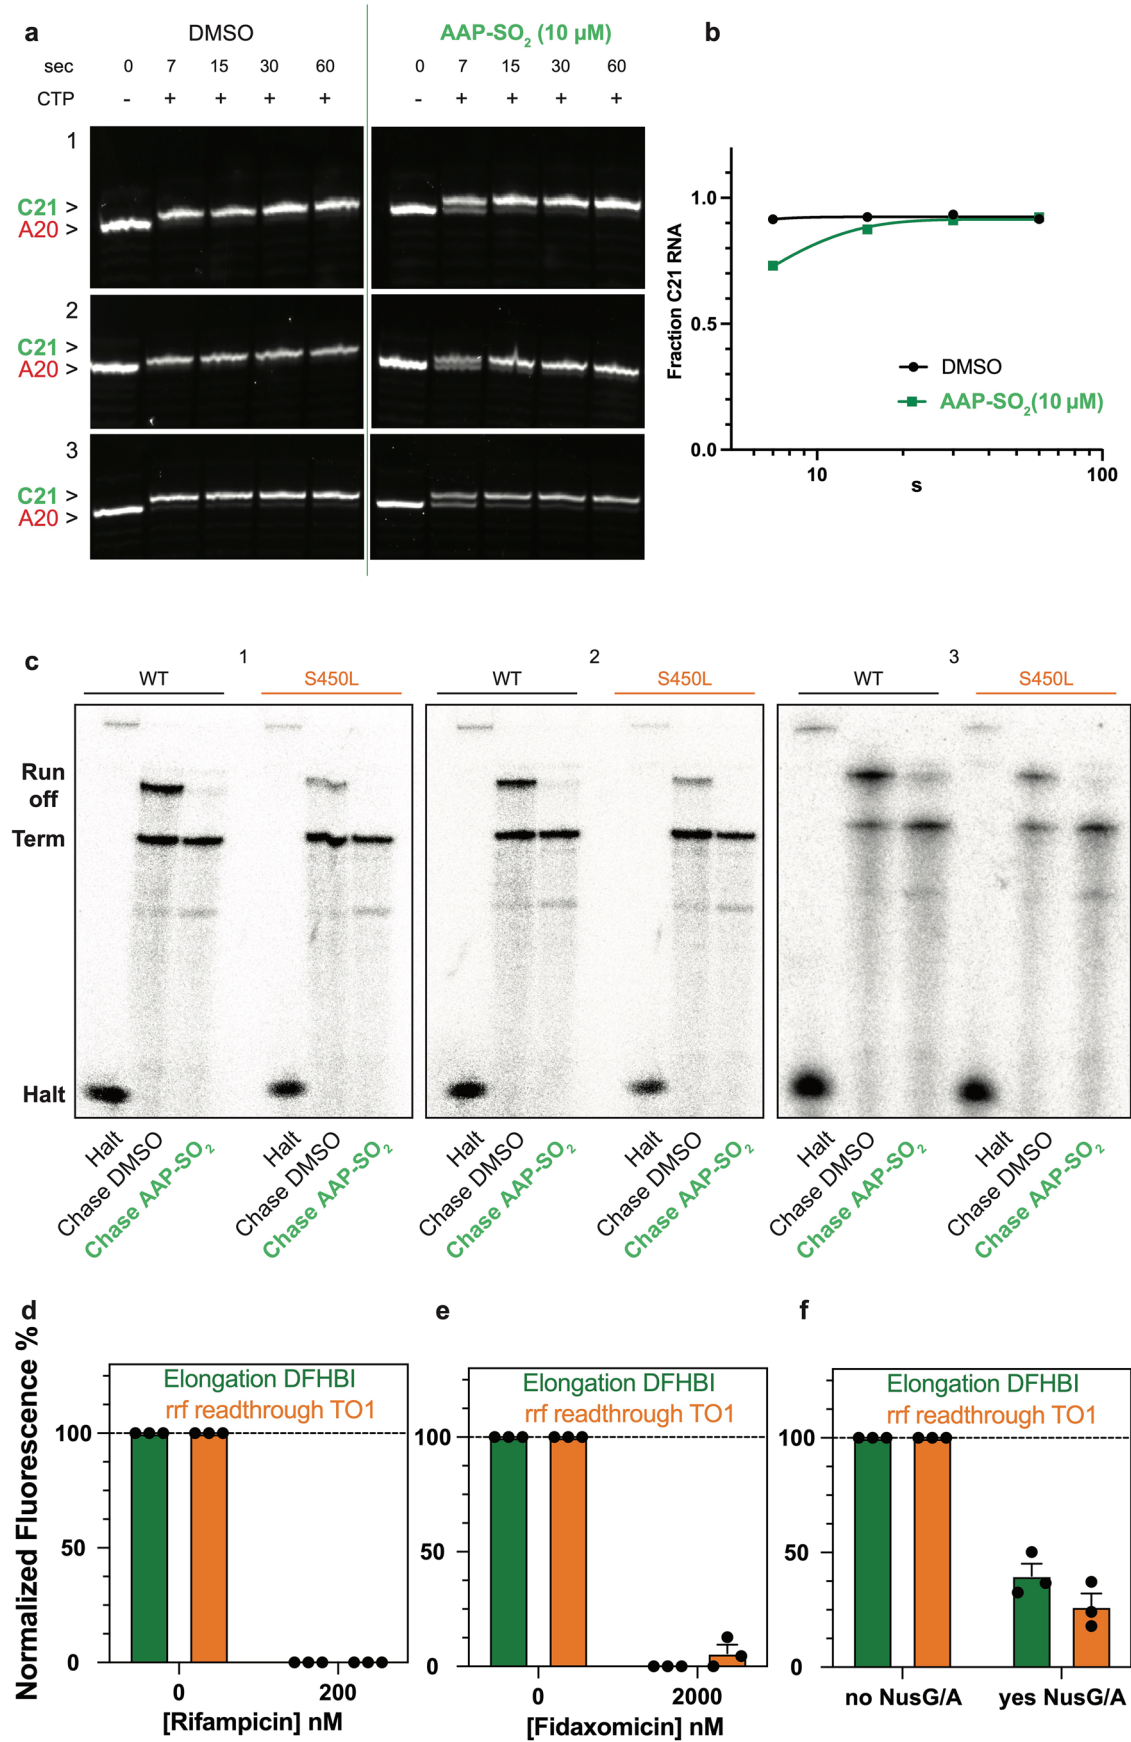 a
DMSO
AAP-SO₂ (10 µM)
sec 0 7 15 30 60 0 7 15 30 60
CTP - + + + + - + + + +
1
C21 >
A20 >
2
C21 >
A20 >
3
C21 >
A20 >
b
Fraction C21 RNA
1.0
0.5
0.0
DMSO
AAP-SO₂(10 µM)
10 100
s
c
1 2 3
WT S450L WT S450L WT S450L
Run
off
Term
Halt
Halt Chase DMSO Chase AAP-SO₂ Halt Chase DMSO Chase AAP-SO₂
Halt Chase DMSO Chase AAP-SO₂ Halt Chase DMSO Chase AAP-SO₂
Halt Chase DMSO Chase AAP-SO₂ Halt Chase DMSO Chase AAP-SO₂
d
Normalized Fluorescence %
Elongation DFHBI
rrf readthrough TO1
100
50
0
0 200
[Rifampicin] nM
e
Elongation DFHBI
rrf readthrough TO1
100
50
0
0 2000
[Fidaxomicin] nM
f
Elongation DFHBI
rrf readthrough TO1
100
50
0
no NusG/A yes NusG/A